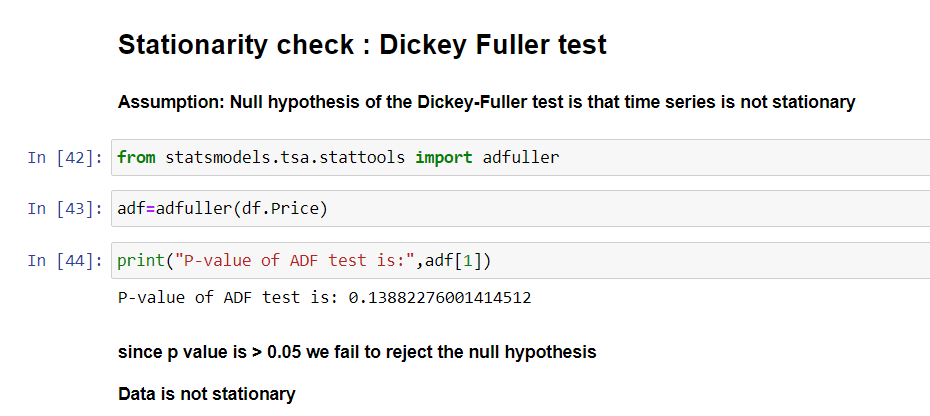 Stationarity check : Dickey Fuller test
Assumption: Null hypothesis of the Dickey-Fuller test is that time series is not stationary
In [42]: from statsmodels.tsa.stattools import adfuller
In [43]: adf=adfuller(df.Price)
In [44]: print("P-value of ADF test is:",adf[1])
P-value of ADF test is: 0.13882276001414512
since p value is > 0.05 we fail to reject the null hypothesis
Data is not stationary